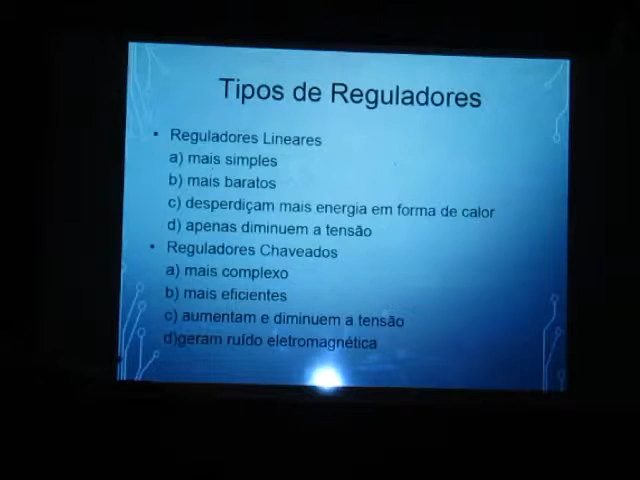 Tipos de Reguladores
• Reguladores Lineares
a) mais simples
b) mais baratos
c) desperdiçam mais energia em forma de calor
d) apenas diminuem a tensão
• Reguladores Chaveados
a) mais complexo
b) mais eficientes
c) aumentam e diminuem a tensão
d)geram ruído eletromagnética